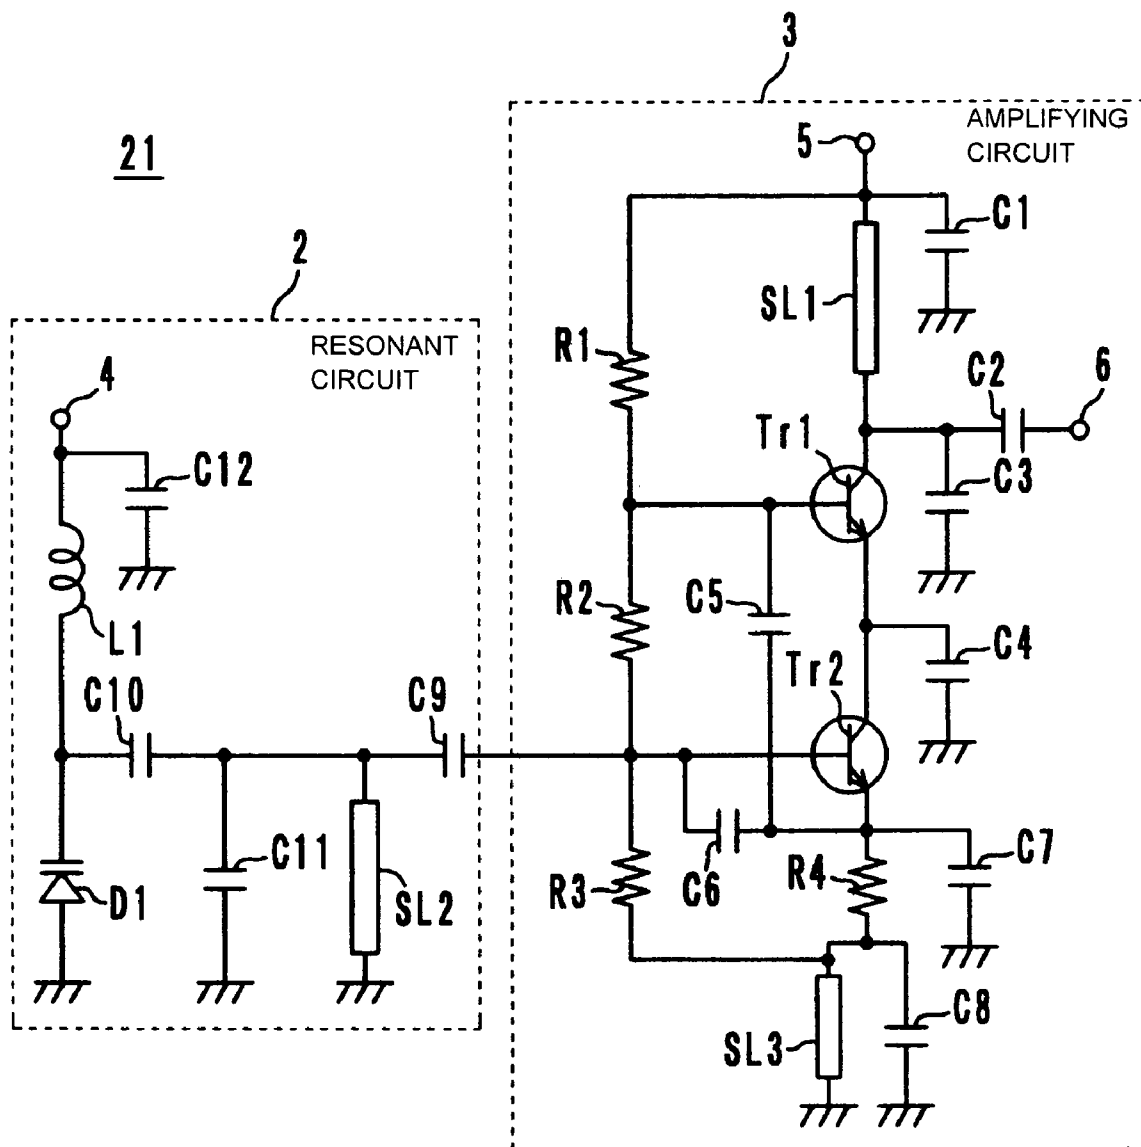 3
AMPLIFYING
CIRCUIT
5
21
C1
2
SL1
RESONANT
CIRCUIT
R1
C2
6
4
Tr1
C12
C3
R2
C5
L1
C4
Tr2
C10
C9
C11
C7
D1
SL2
R3
C6
R4
C8
SL3